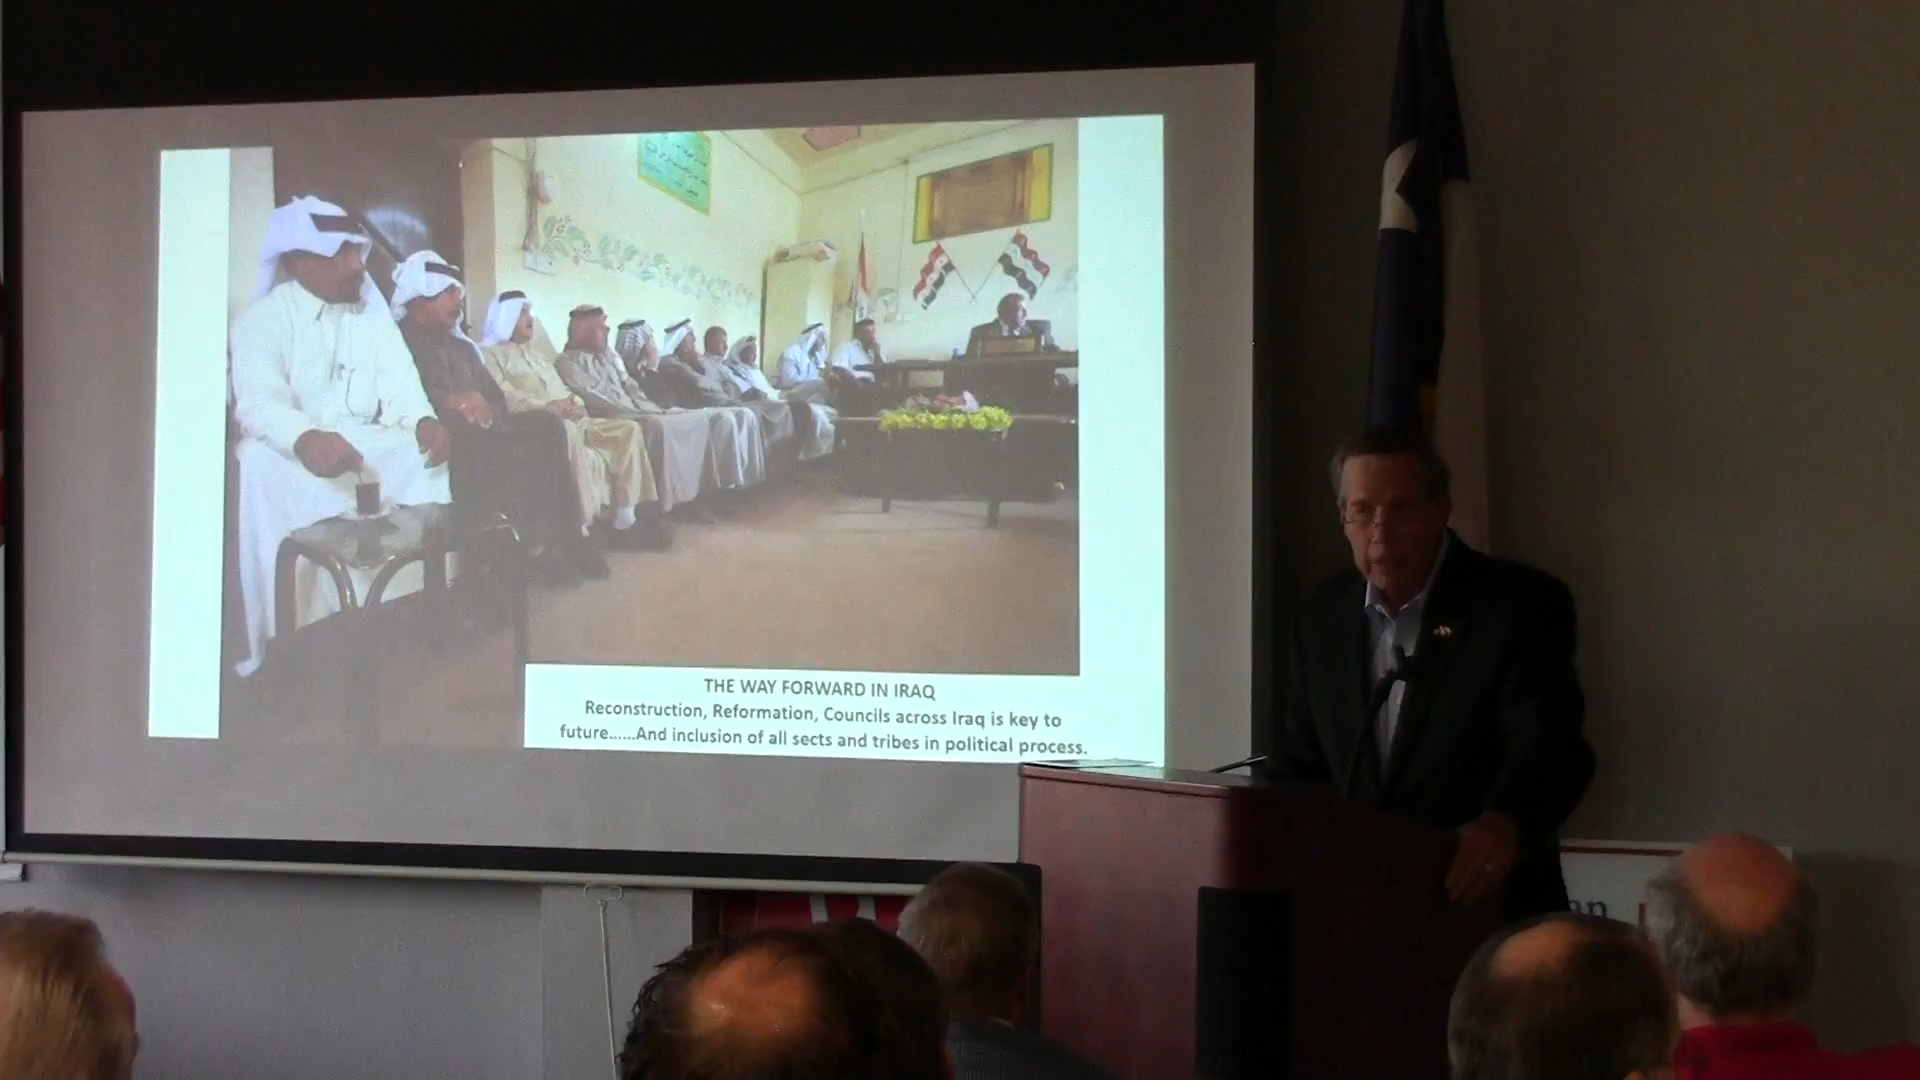 THE WAY FORWARD IN IRAQ
Reconstruction, Reformation, Councils across Iraq is key to
future......And inclusion of all sects and tribes in political process.
an